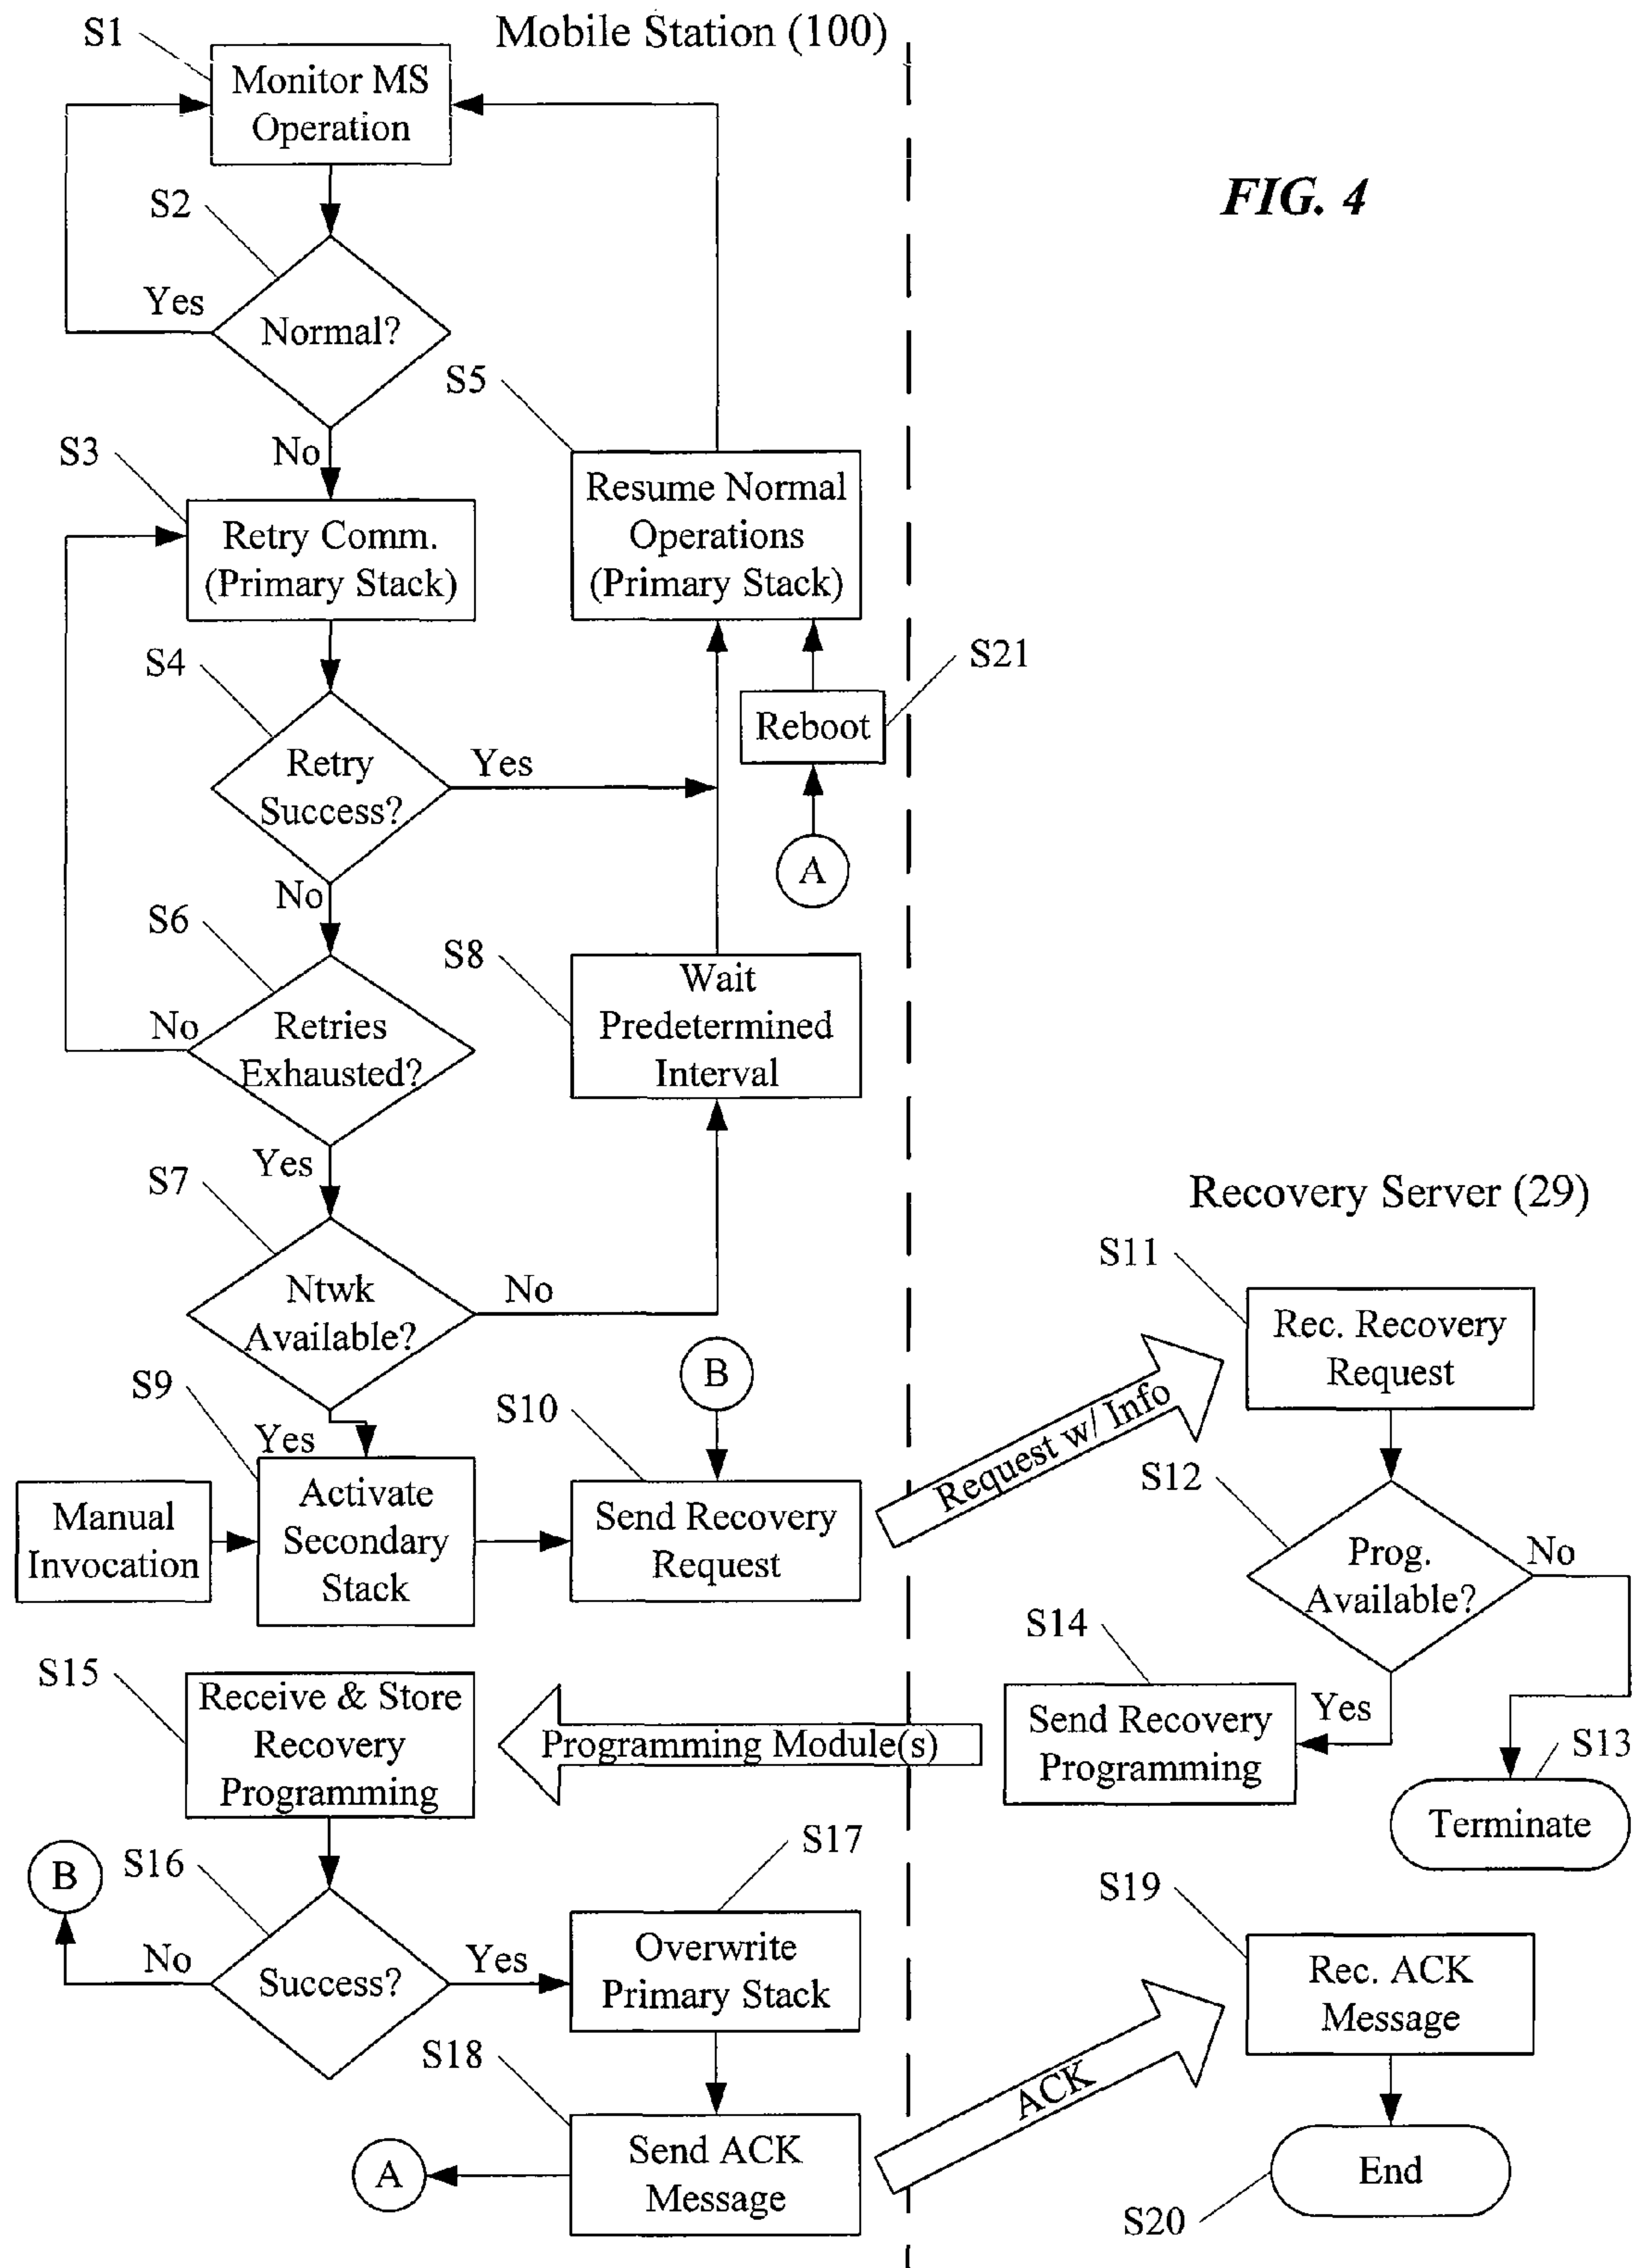 Mobile Station (100)
S1
Monitor MS
Operation
FIG. 4
S2
Yes
Normal?
No
S5
S3
Retry Comm.
(Primary Stack)
Resume Normal
Operations
(Primary Stack)
S4
Retry
Success?
Yes
S21
Reboot
A
No
S6
Retries
Exhausted?
No
S8
Wait
Predetermined
Interval
Yes
S7
Ntwk
Available?
No
Recovery Server (29)
S11
Rec. Recovery
Request
B
S9
Yes
S10
Request w/ Info
Manual
Invocation
Activate
Secondary
Stack
Send Recovery
Request
S12
Prog.
Available?
No
S14
Yes
Send Recovery
Programming
S13
Terminate
S15
Receive & Store
Recovery
Programming
Programming Module(s)
B
S16
No
Success?
Yes
S17
Overwrite
Primary Stack
S19
Rec. ACK
Message
S18
Send ACK
Message
ACK
A
End
S20